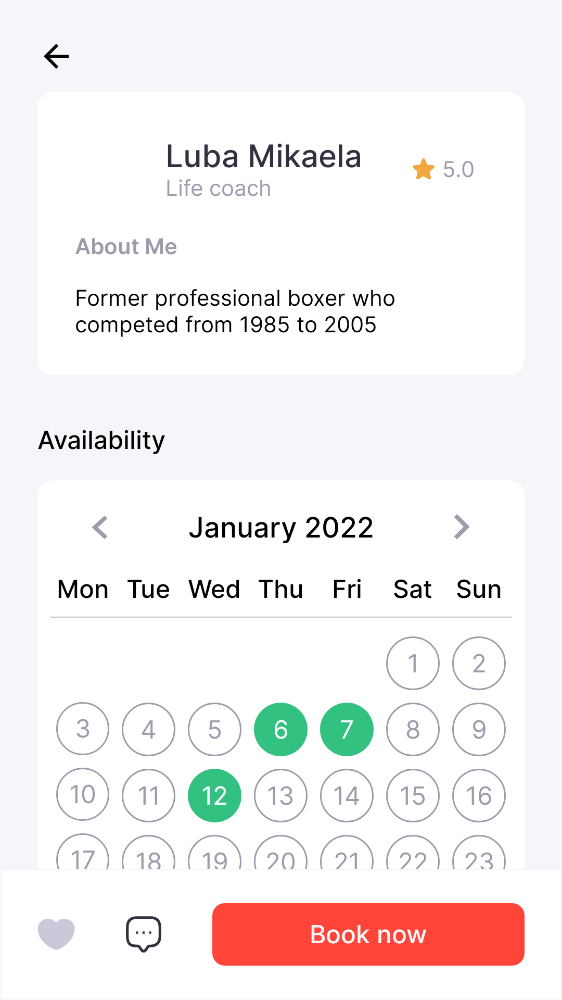 Luba Mikaela
Life coach
5.0
About Me
Former professional boxer who
competed from 1985 to 2005
Availability
January 2022
Mon Tue Wed Thu Fri Sat Sun
1 2
3 4 5 6 7 8 9
10 11 12 13 14 15 16
17 18 19 20 21 22 23
Book now